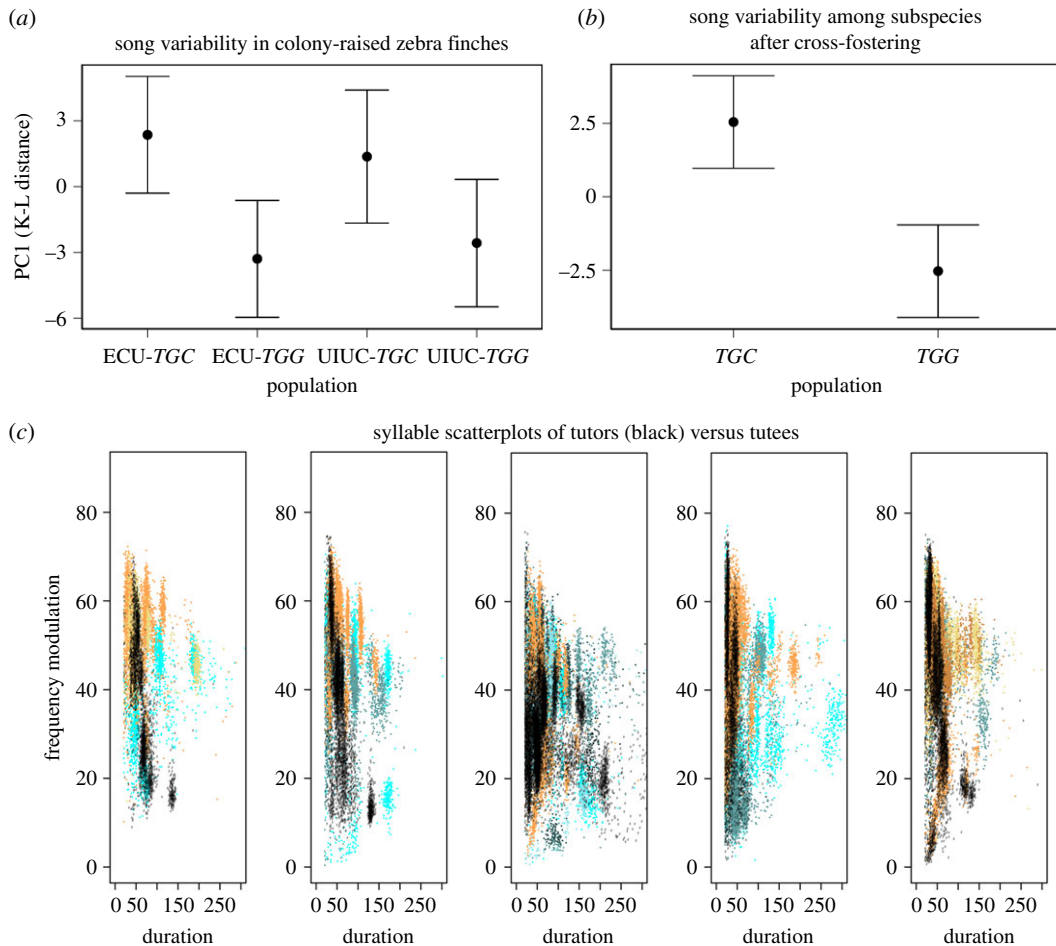 (a)
song variability in colony-raised zebra finches
PC1 (K-L distance)
3
0
–3
–6
ECU-TGC ECU-TGG UIUC-TGC UIUC-TGG
population
(b)
song variability among subspecies
after cross-fostering
2.5
0
–2.5
TGC TGG
population
(c)
syllable scatterplots of tutors (black) versus tutees
frequency modulation
80 80 80 80 80
60 60 60 60 60
40 40 40 40 40
20 20 20 20 20
0 0 0 0 0
0 50 150 250 0 50 150 250 0 50 150 250 0 50 150 250 0 50 150 250
duration duration duration duration duration